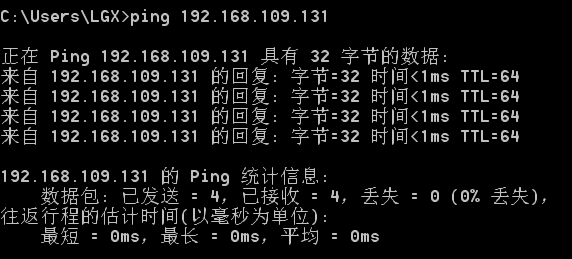 C:\Users\LGX>ping 192.168.109.131
正在 Ping 192.168.109.131 具有 32 字节的数据:
来自 192.168.109.131 的回复: 字节=32 时间<1ms TTL=64
来自 192.168.109.131 的回复: 字节=32 时间<1ms TTL=64
来自 192.168.109.131 的回复: 字节=32 时间<1ms TTL=64
来自 192.168.109.131 的回复: 字节=32 时间<1ms TTL=64
192.168.109.131 的 Ping 统计信息:
数据包: 已发送 = 4, 已接收 = 4, 丢失 = 0 (0% 丢失),
往返行程的估计时间(以毫秒为单位):
最短 = 0ms, 最长 = 0ms, 平均 = 0ms